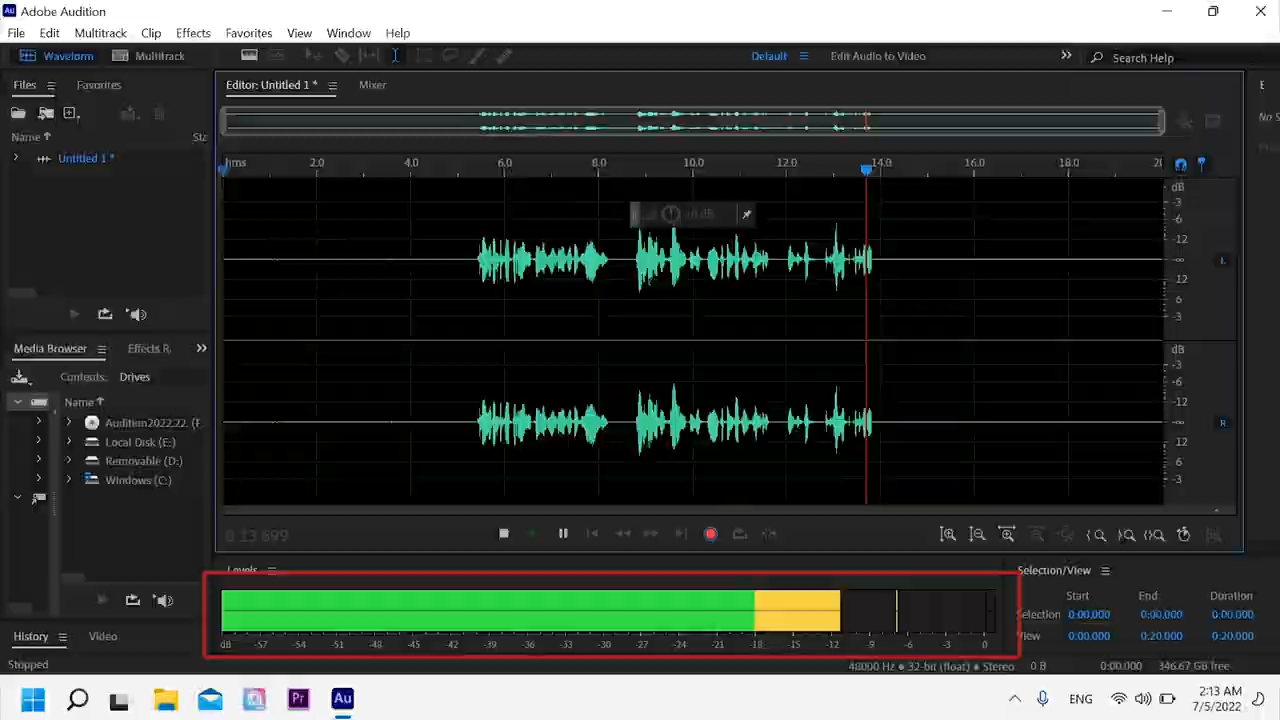 Au Adobe Audition
File Edit Multitrack Clip Effects Favorites View Window Help
Waveform Multitrack Default Edit Audio to Video Search Help
Files Favorites Editor: Untitled 1 * Mixer E
No S
Name
Untitled 1 *
hms 2.0 4.0 6.0 8.0 10.0 12.0 14.0 16.0 18.0 20
dB
-3
-6
-12
-∞
12
6
-3
L
dB
-3
-6
-12
-∞
12
6
-3
R
Media Browser Effects R
Contents: Drives
Name
Audition2022.22. (F
Local Disk (E:)
Removable (D:)
Windows (C:)
0:13.699
Levels
dB -57 -54 -51 -48 -45 -42 -39 -36 -33 -30 -27 -24 -21 -18 -15 -12 -9 -6 -3 0
Selection/View
Start End Duration
Selection 0:00.000 0:00.000 0:00.000
View 0:00.000 0:20.000 0:20.000
History Video
Stopped 48000 Hz • 32-bit (float) • Stereo 0 B 0:00.000 346.67 GB free
Pr Au ENG 2:13 AM
7/5/2022